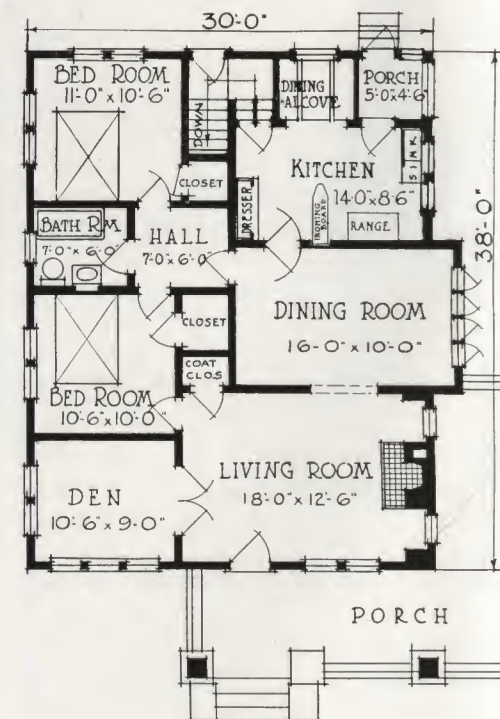 30'-0"
BED ROOM
11'-0" x 10'-6"
DOWN
DINING
ALCOVE
PORCH
5'-0" x 4'-6"
CLOSET
KITCHEN
14'-0" x 8'-6"
SINK
DRESSER
IRONING
BOARD
RANGE
BATH RM.
7'-0" x 6'-0"
HALL
7'-0" x 6'-0"
38'-0"
DINING ROOM
16'-0" x 10'-0"
CLOSET
COAT
CLOS
BED ROOM
10'-6" x 10'-0"
LIVING ROOM
18'-0" x 12'-6"
DEN
10'-6" x 9'-0"
PORCH